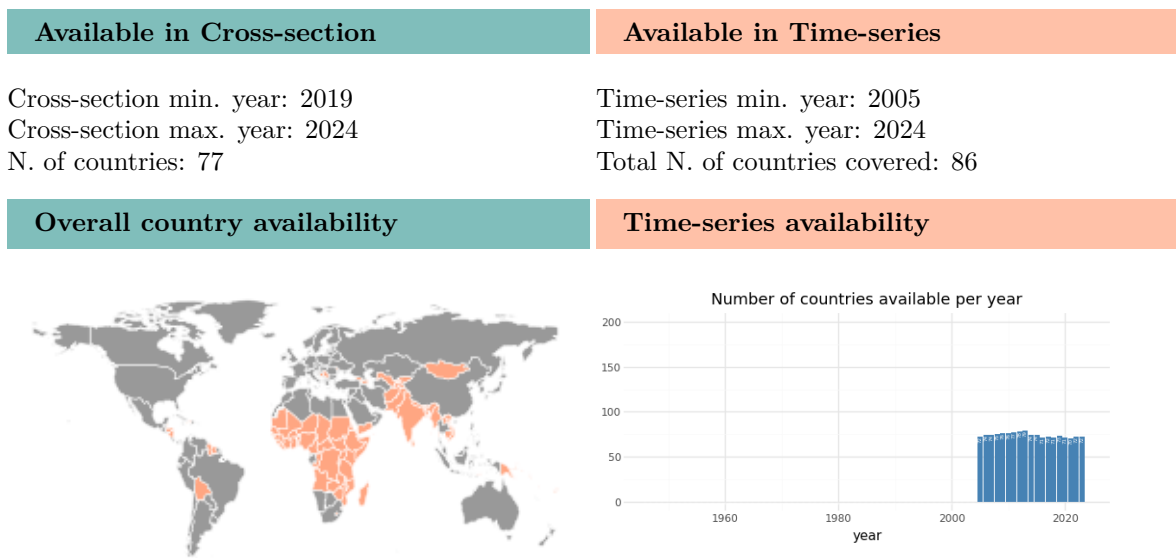 Available in Cross-section
Available in Time-series
Cross-section min. year: 2019
Cross-section max. year: 2024
N. of countries: 77
Time-series min. year: 2005
Time-series max. year: 2024
Total N. of countries covered: 86
Overall country availability
Time-series availability
Number of countries available per year
200
150
100
50
0
1960 1980 2000 2020
year